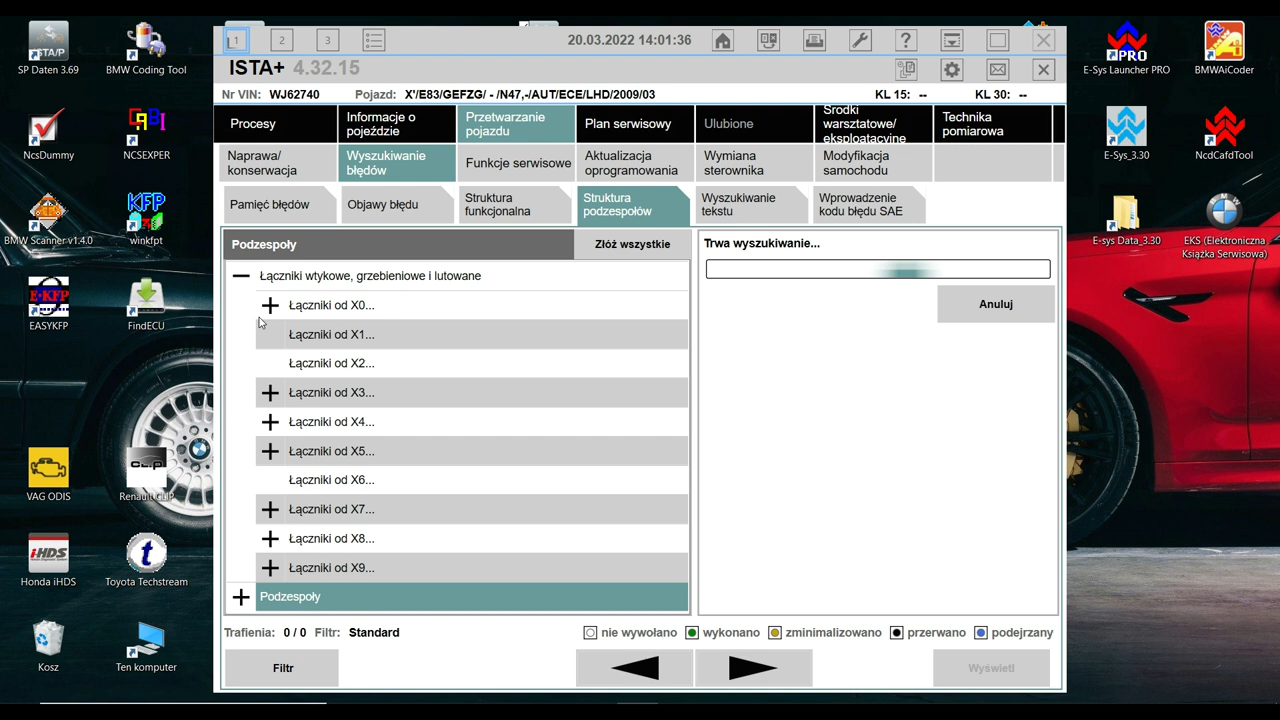 SP Daten 3.69
BMW Coding Tool
NcsDummy
NCSEXPER
BMW Scanner v1.4.0
KFP
winkfpt
E-KFP
EASYKFP
FindECU
VAG ODIS
Renault CLIP
iHDS
Honda iHDS
Toyota Techstream
Kosz
Ten komputer
1
2
3
20.03.2022 14:01:36
ISTA+ 4.32.15
Nr VIN: WJ62740 Pojazd: X'/E83/GEFZG/ - /N47,-/AUT/ECE/LHD/2009/03 KL 15: -- KL 30: --
Procesy
Informacje o
pojeździe
Przetwarzanie
pojazdu
Plan serwisowy
Ulubione
Środki
warsztatowe/
eksploatacyjne
Technika
pomiarowa
Naprawa/
konserwacja
Wyszukiwanie
błędów
Funkcje serwisowe
Aktualizacja
oprogramowania
Wymiana
sterownika
Modyfikacja
samochodu
Pamięć błędów
Objawy błędu
Struktura
funkcjonalna
Struktura
podzespołów
Wyszukiwanie
tekstu
Wprowadzenie
kodu błędu SAE
Podzespoły
Złóż wszystkie
Łączniki wtykowe, grzebieniowe i lutowane
Łączniki od X0...
Łączniki od X1...
Łączniki od X2...
Łączniki od X3...
Łączniki od X4...
Łączniki od X5...
Łączniki od X6...
Łączniki od X7...
Łączniki od X8...
Łączniki od X9...
Podzespoły
Trwa wyszukiwanie...
Anuluj
Trafienia: 0 / 0 Filtr: Standard
nie wywołano wykonano zminimalizowano przerwano podejrzany
Filtr
Wyświetl
PRO
E-Sys Launcher PRO
BMWAiCoder
E-Sys_3.30
NcdCafdTool
E-sys Data_3.30
EKS (Elektroniczna
Książka Serwisowa)